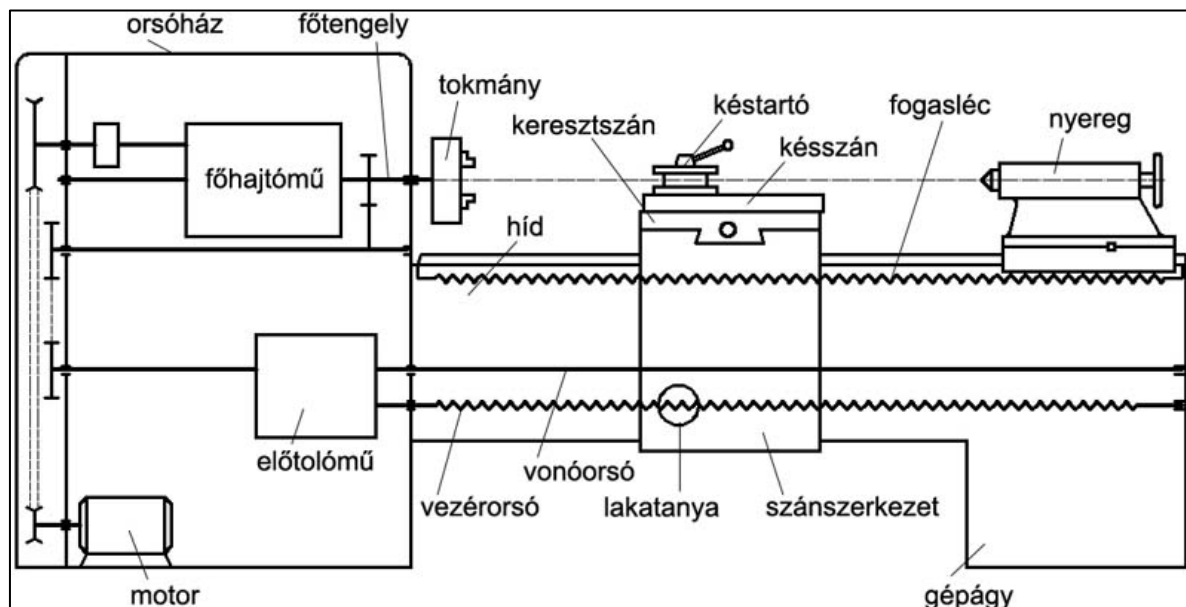 orsóház
főtengely
tokmány
késtartó
fogasléc
nyereg
keresztszán
késszán
főhajtómű
híd
előtolómű
vonóorsó
vezérorsó
lakatanya
szánszerkezet
motor
gépágy